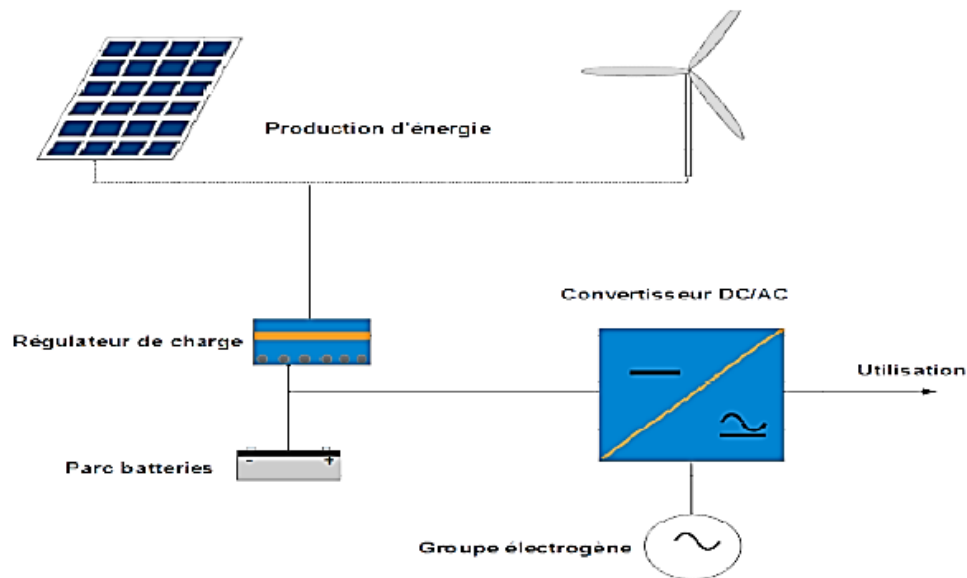 Production d'énergie
Convertisseur DC/AC
Régulateur de charge
Utilisation
Parc batteries
- +
Groupe électrogène